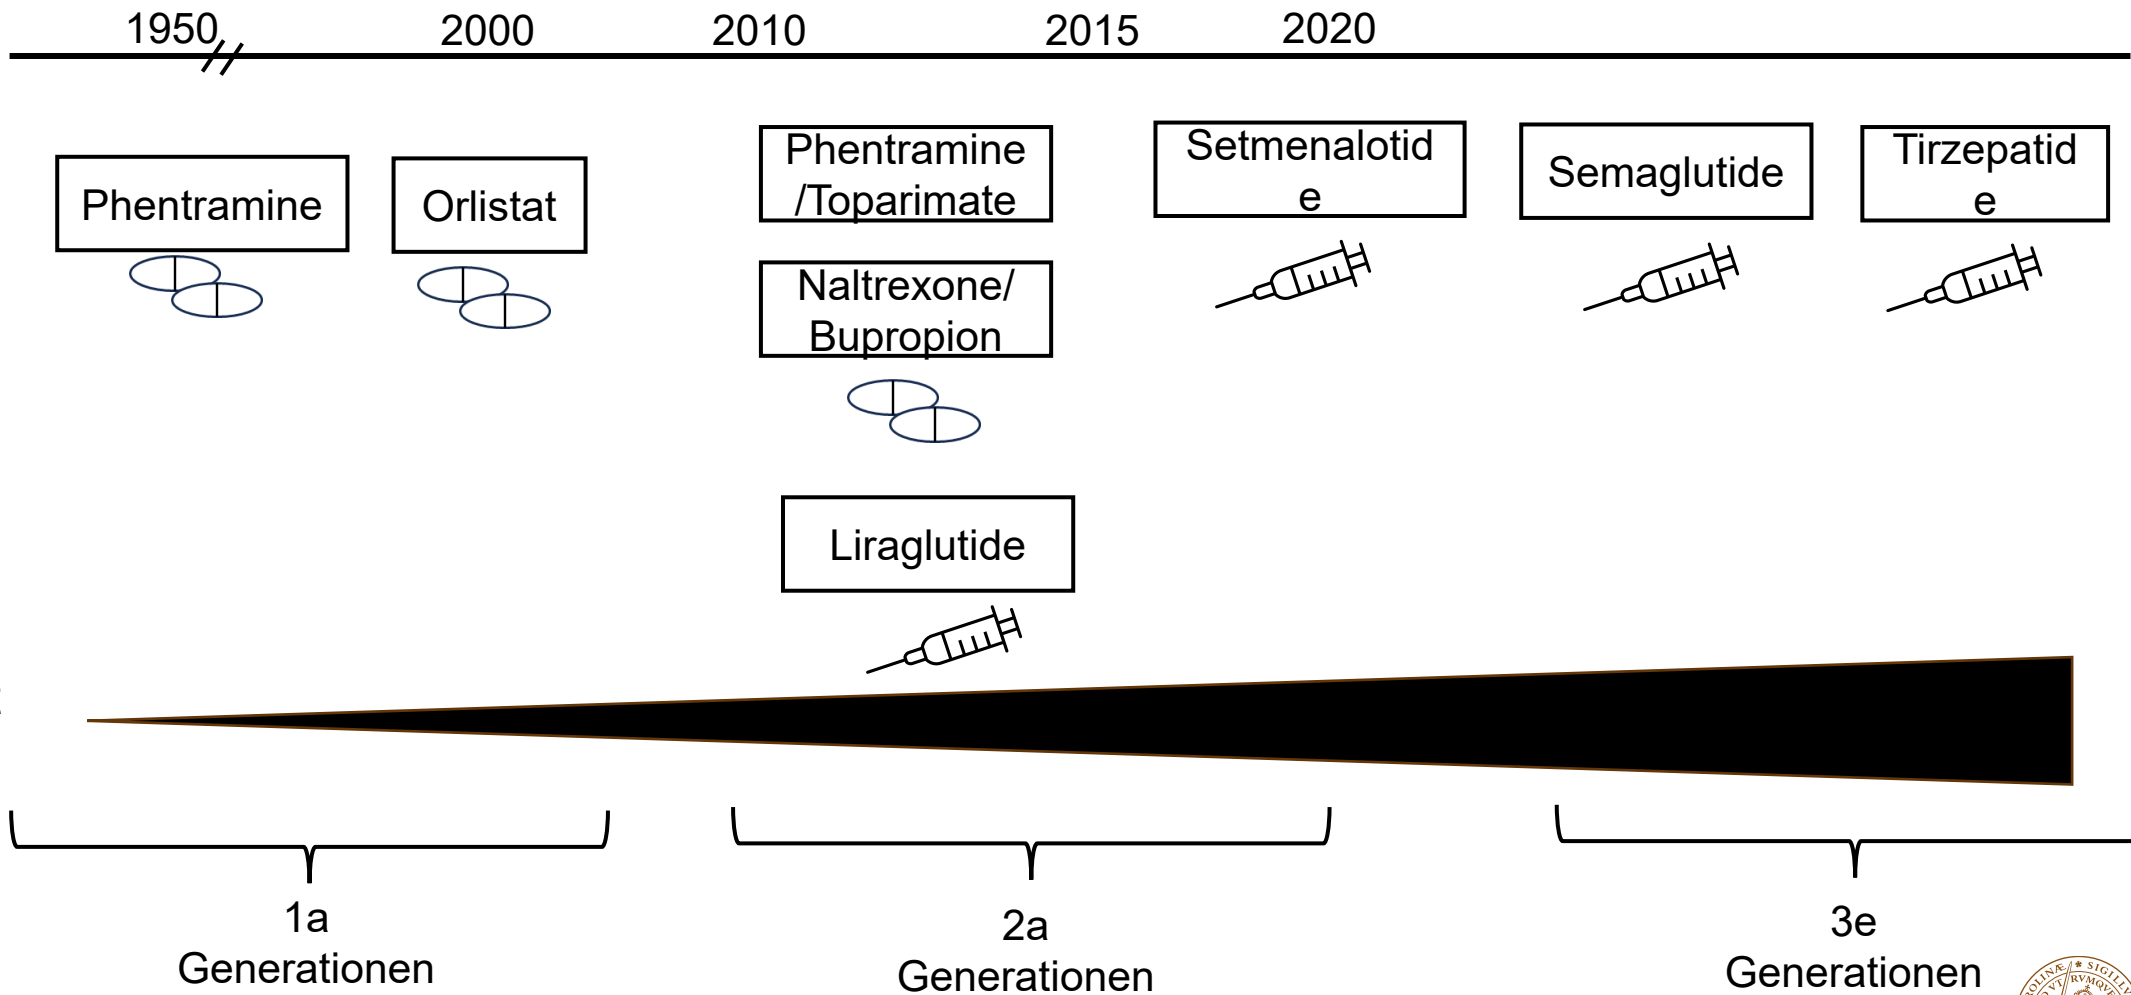 1950
2000
2010
2015
2020
Phentramine
Orlistat
Phentramine
/Toparimate
Naltrexone/
Bupropion
Liraglutide
Setmenalotid
e
Semaglutide
Tirzepatid
e
1a
Generationen
2a
Generationen
3e
Generationen